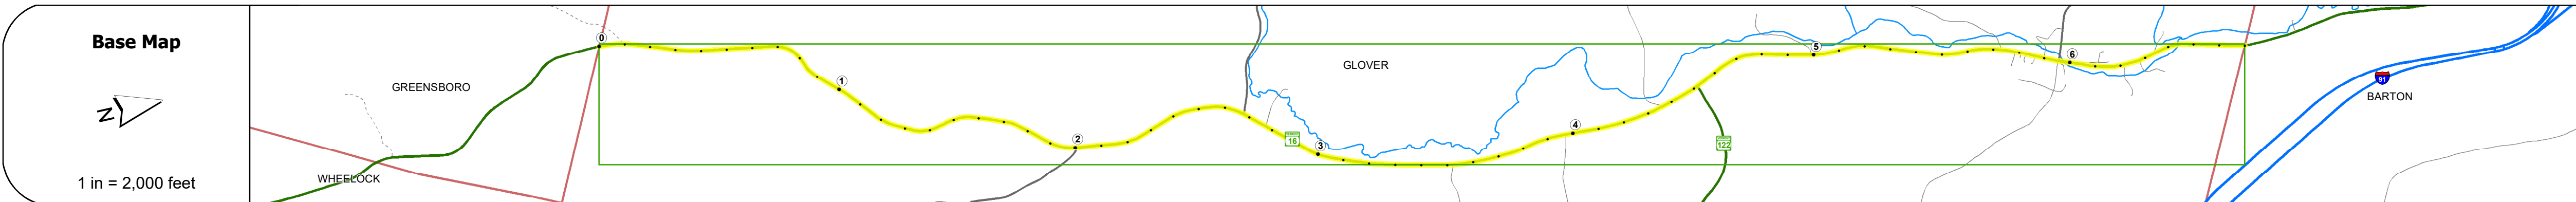 Base Map
N
1 in = 2,000 feet
GREENSBORO
WHEELOCK
0
1
2
16
3
GLOVER
4
122
5
6
91
BARTON